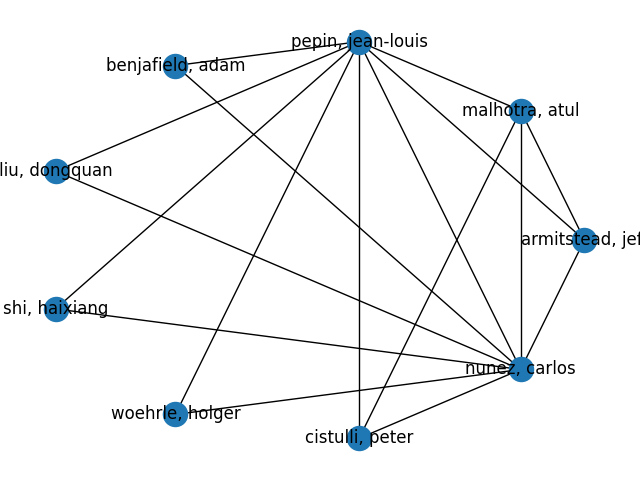 pepin, jean-louis
benjafield, adam
malhotra, atul
liu, dongquan
armitstead, jef
shi, haixiang
nunez, carlos
woehrle, holger
cistulli, peter